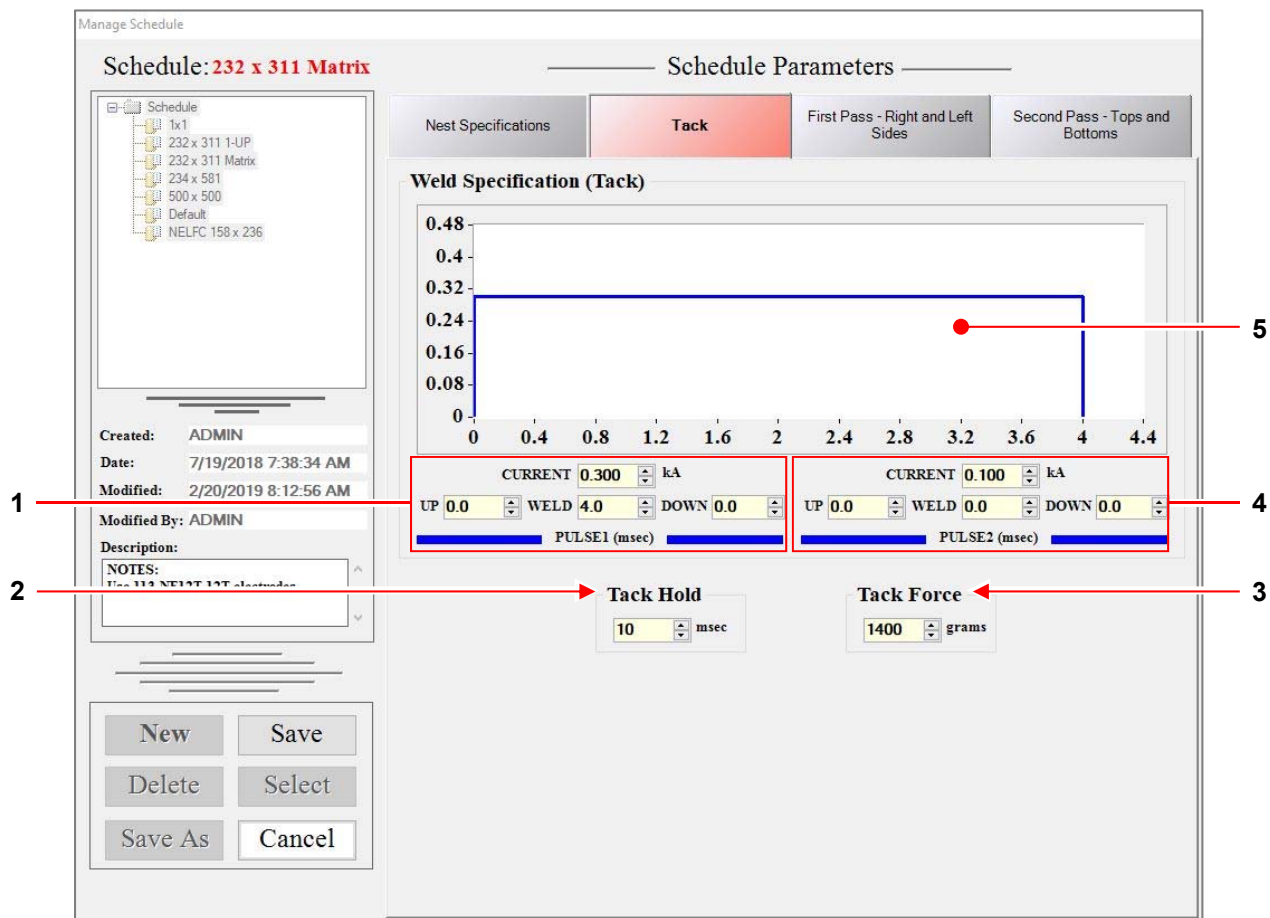 Manage Schedule
Schedule: 232 x 311 Matrix
Schedule Parameters
Schedule
1x1
232 x 311 1-UP
232 x 311 Matrix
234 x 581
500 x 500
Default
NELFC 158 x 236
Nest Specifications
Tack
First Pass - Right and Left Sides
Second Pass - Tops and Bottoms
Weld Specification (Tack)
0.48
0.4
0.32
0.24
0.16
0.08
0
0 0.4 0.8 1.2 1.6 2 2.4 2.8 3.2 3.6 4 4.4
5
Created: ADMIN
Date: 7/19/2018 7:38:34 AM
Modified: 2/20/2019 8:12:56 AM
Modified By: ADMIN
Description:
NOTES:
1
CURRENT 0.300 kA
UP 0.0 WELD 4.0 DOWN 0.0
PULSE1 (msec)
CURRENT 0.100 kA
UP 0.0 WELD 0.0 DOWN 0.0
PULSE2 (msec)
4
2
Tack Hold
10 msec
Tack Force
1400 grams
3
New
Save
Delete
Select
Save As
Cancel